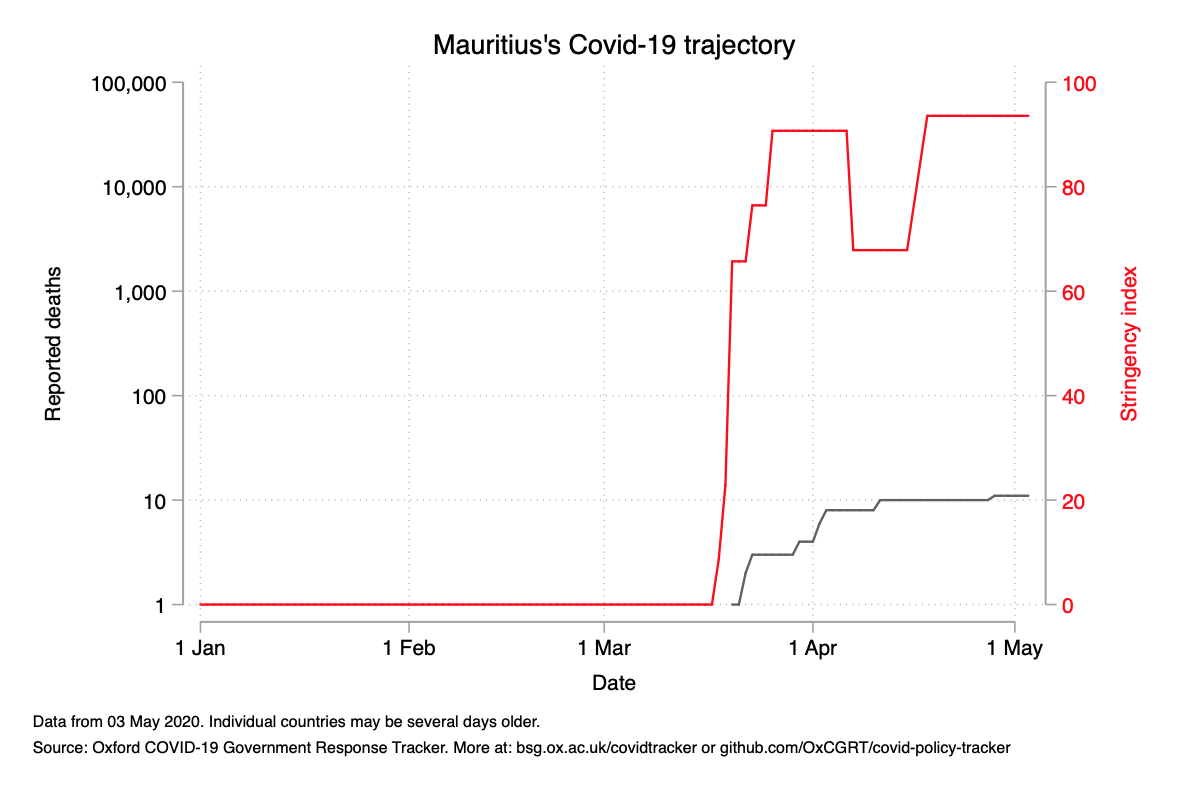 Mauritius's Covid-19 trajectory
100,000
10,000
1,000
100
10
1
Reported deaths
100
80
60
40
20
0
Stringency index
1 Jan
1 Feb
1 Mar
1 Apr
1 May
Date
Data from 03 May 2020. Individual countries may be several days older.
Source: Oxford COVID-19 Government Response Tracker. More at: bsg.ox.ac.uk/covidtracker or github.com/OxCGRT/covid-policy-tracker